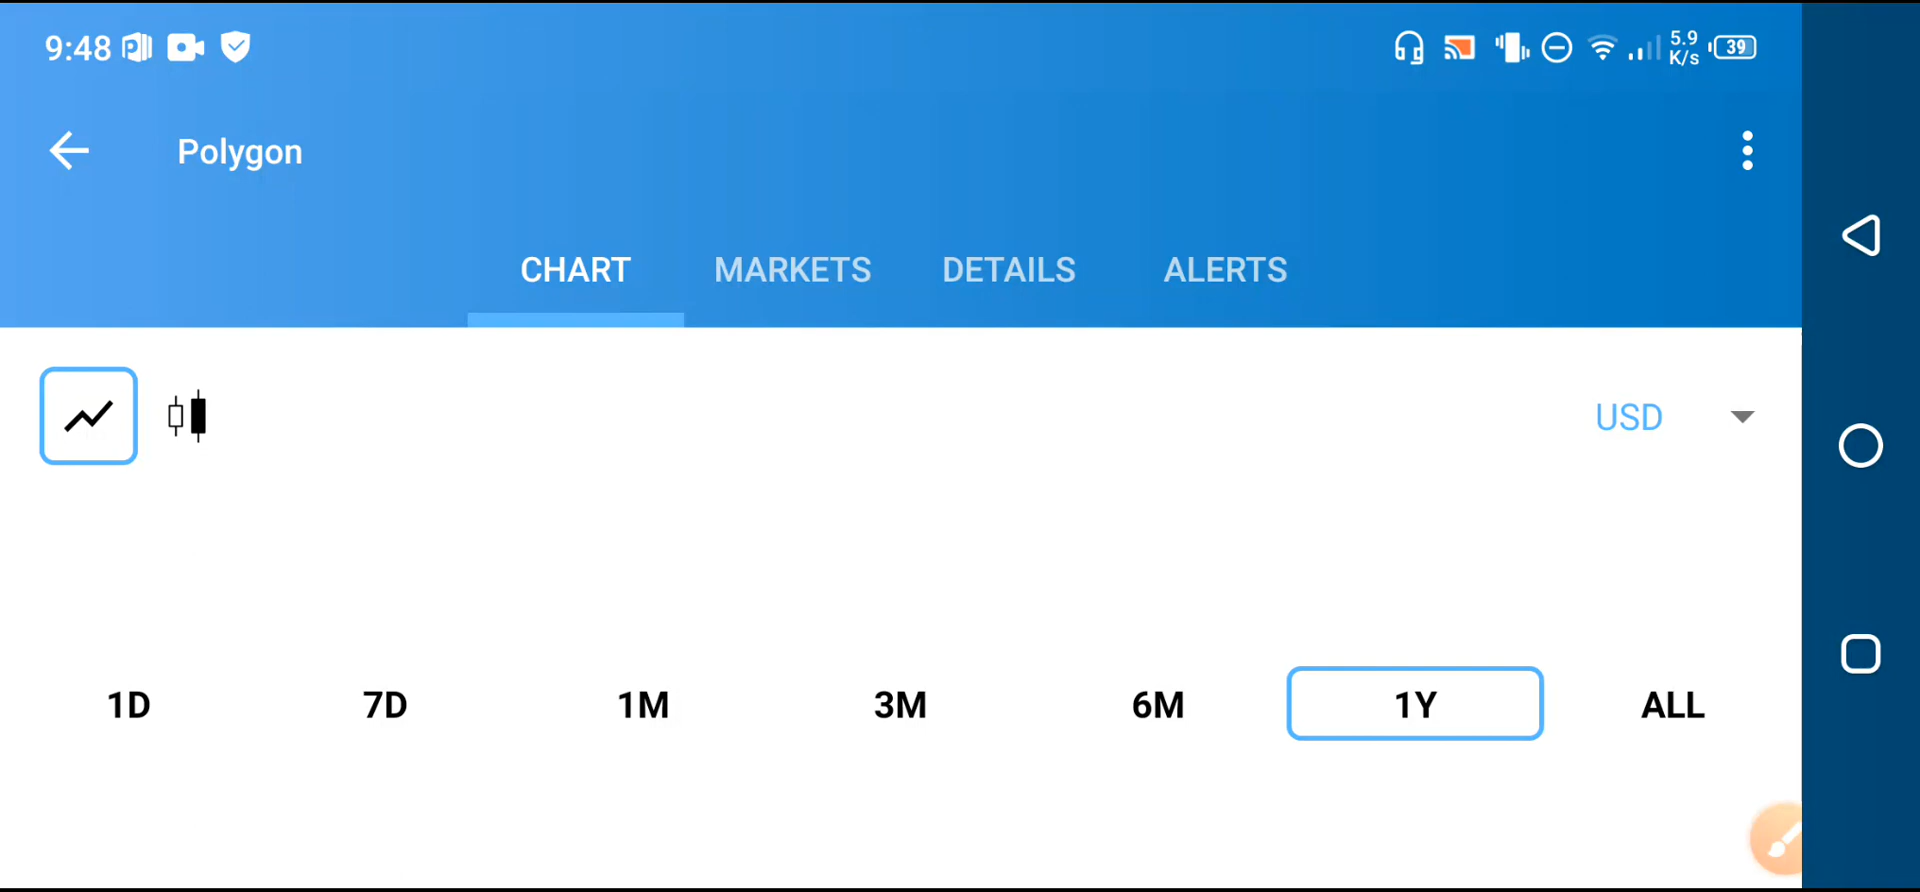 9:48 5.9 K/s 39
Polygon
CHART MARKETS DETAILS ALERTS
USD
1D 7D 1M 3M 6M 1Y ALL